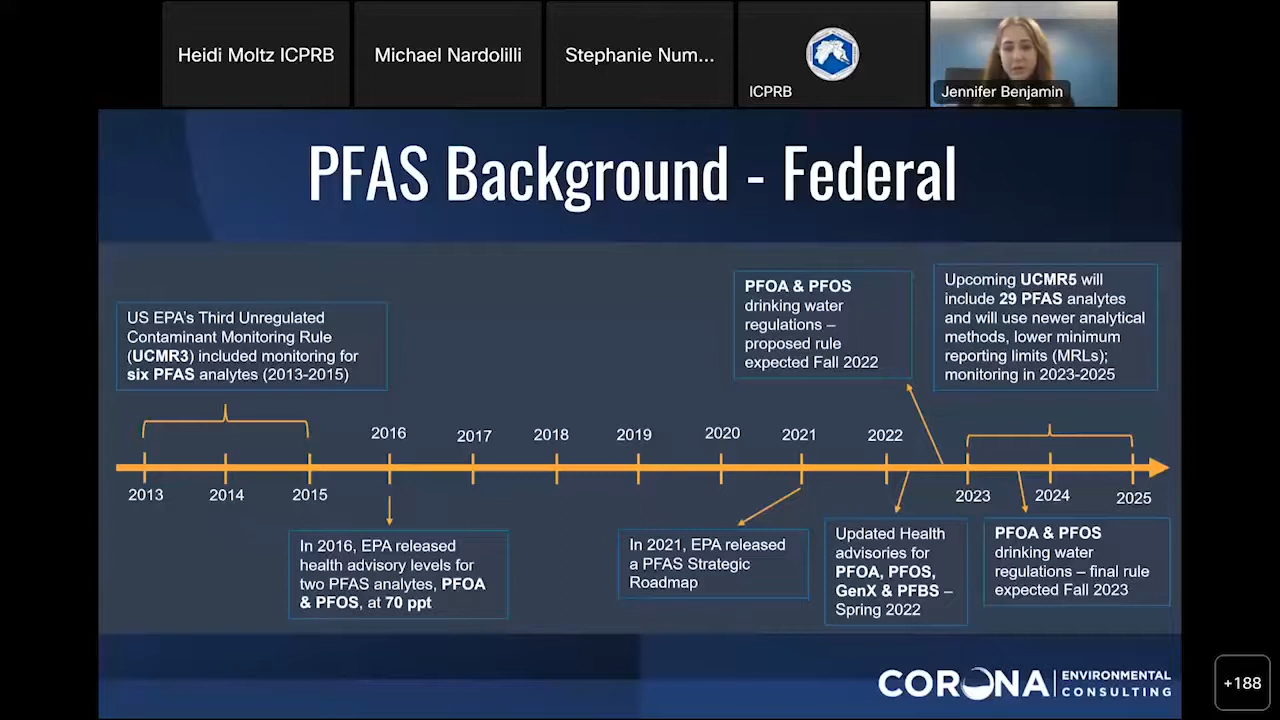 Heidi Moltz ICPRB
Michael Nardolilli
Stephanie Num...
ICPRB
Jennifer Benjamin
PFAS Background - Federal
US EPA's Third Unregulated
Contaminant Monitoring Rule
(UCMR3) included monitoring for
six PFAS analytes (2013-2015)
PFOA & PFOS
drinking water
regulations –
proposed rule
expected Fall 2022
Upcoming UCMR5 will
include 29 PFAS analytes
and will use newer analytical
methods, lower minimum
reporting limits (MRLs);
monitoring in 2023-2025
2016
2017
2018
2019
2020
2021
2022
2013
2014
2015
2023
2024
2025
In 2016, EPA released
health advisory levels for
two PFAS analytes, PFOA
& PFOS, at 70 ppt
In 2021, EPA released
a PFAS Strategic
Roadmap
Updated Health
advisories for
PFOA, PFOS,
GenX & PFBS –
Spring 2022
PFOA & PFOS
drinking water
regulations – final rule
expected Fall 2023
CORONA
ENVIRONMENTAL
CONSULTING
+188